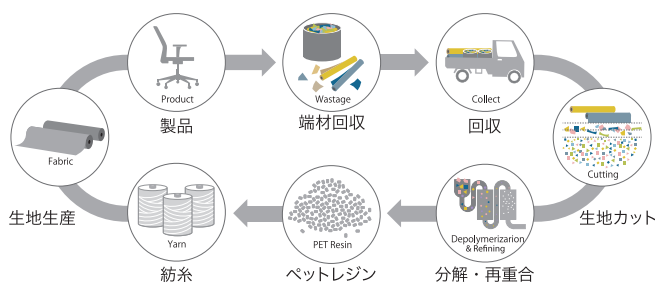 Product
製品
Wastage
端材回収
Collect
回収
Cutting
生地カット
Depolymerizarion
& Refining
分解・再重合
PET Resin
ペットレジン
Yarn
紡糸
Fabric
生地生産